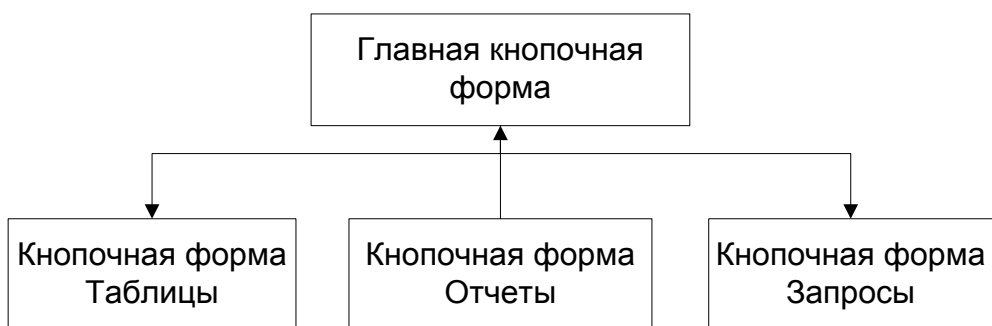 Главная кнопочная
форма
Кнопочная форма
Таблицы
Кнопочная форма
Отчеты
Кнопочная форма
Запросы